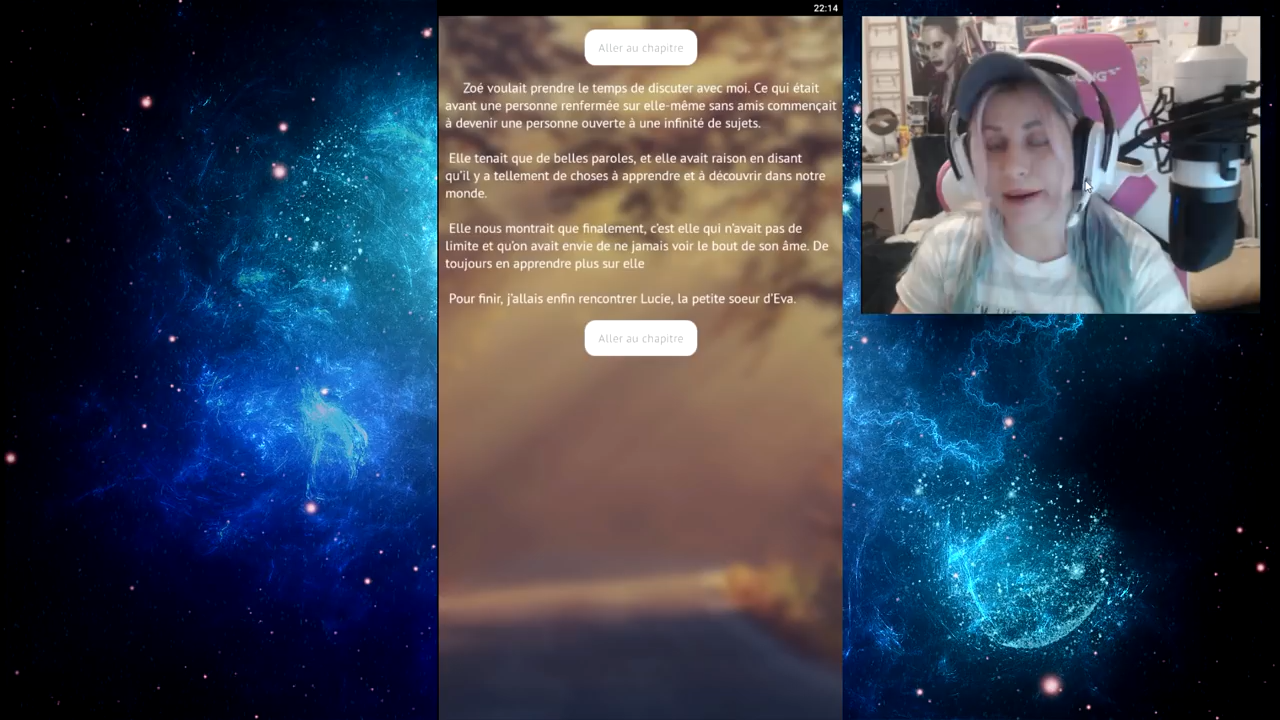 22:14
Aller au chapitre
Zoé voulait prendre le temps de discuter avec moi. Ce qui était
avant une personne renfermée sur elle-même sans amis commençait
à devenir une personne ouverte à une infinité de sujets.
Elle tenait que de belles paroles, et elle avait raison en disant
qu'il y a tellement de choses à apprendre et à découvrir dans notre
monde.
Elle nous montrait que finalement, c'est elle qui n'avait pas de
limite et qu'on avait envie de ne jamais voir le bout de son âme. De
toujours en apprendre plus sur elle
Pour finir, j'allais enfin rencontrer Lucie, la petite soeur d'Eva.
Aller au chapitre